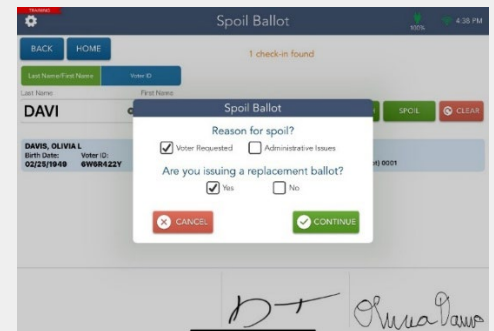 TRAINING
Spoil Ballot
100%
4:38 PM
BACK
HOME
1 check-in found
Last Name/First Name
Voter ID
Last Name
First Name
DAVI
SPOIL
CLEAR
Spoil Ballot
Reason for spoil?
Voter Requested
Administrative Issues
Are you issuing a replacement ballot?
Yes
No
CANCEL
CONTINUE
DAVIS, OLIVIA L
Birth Date:
Voter ID:
02/25/1949
6W6R422Y
0001